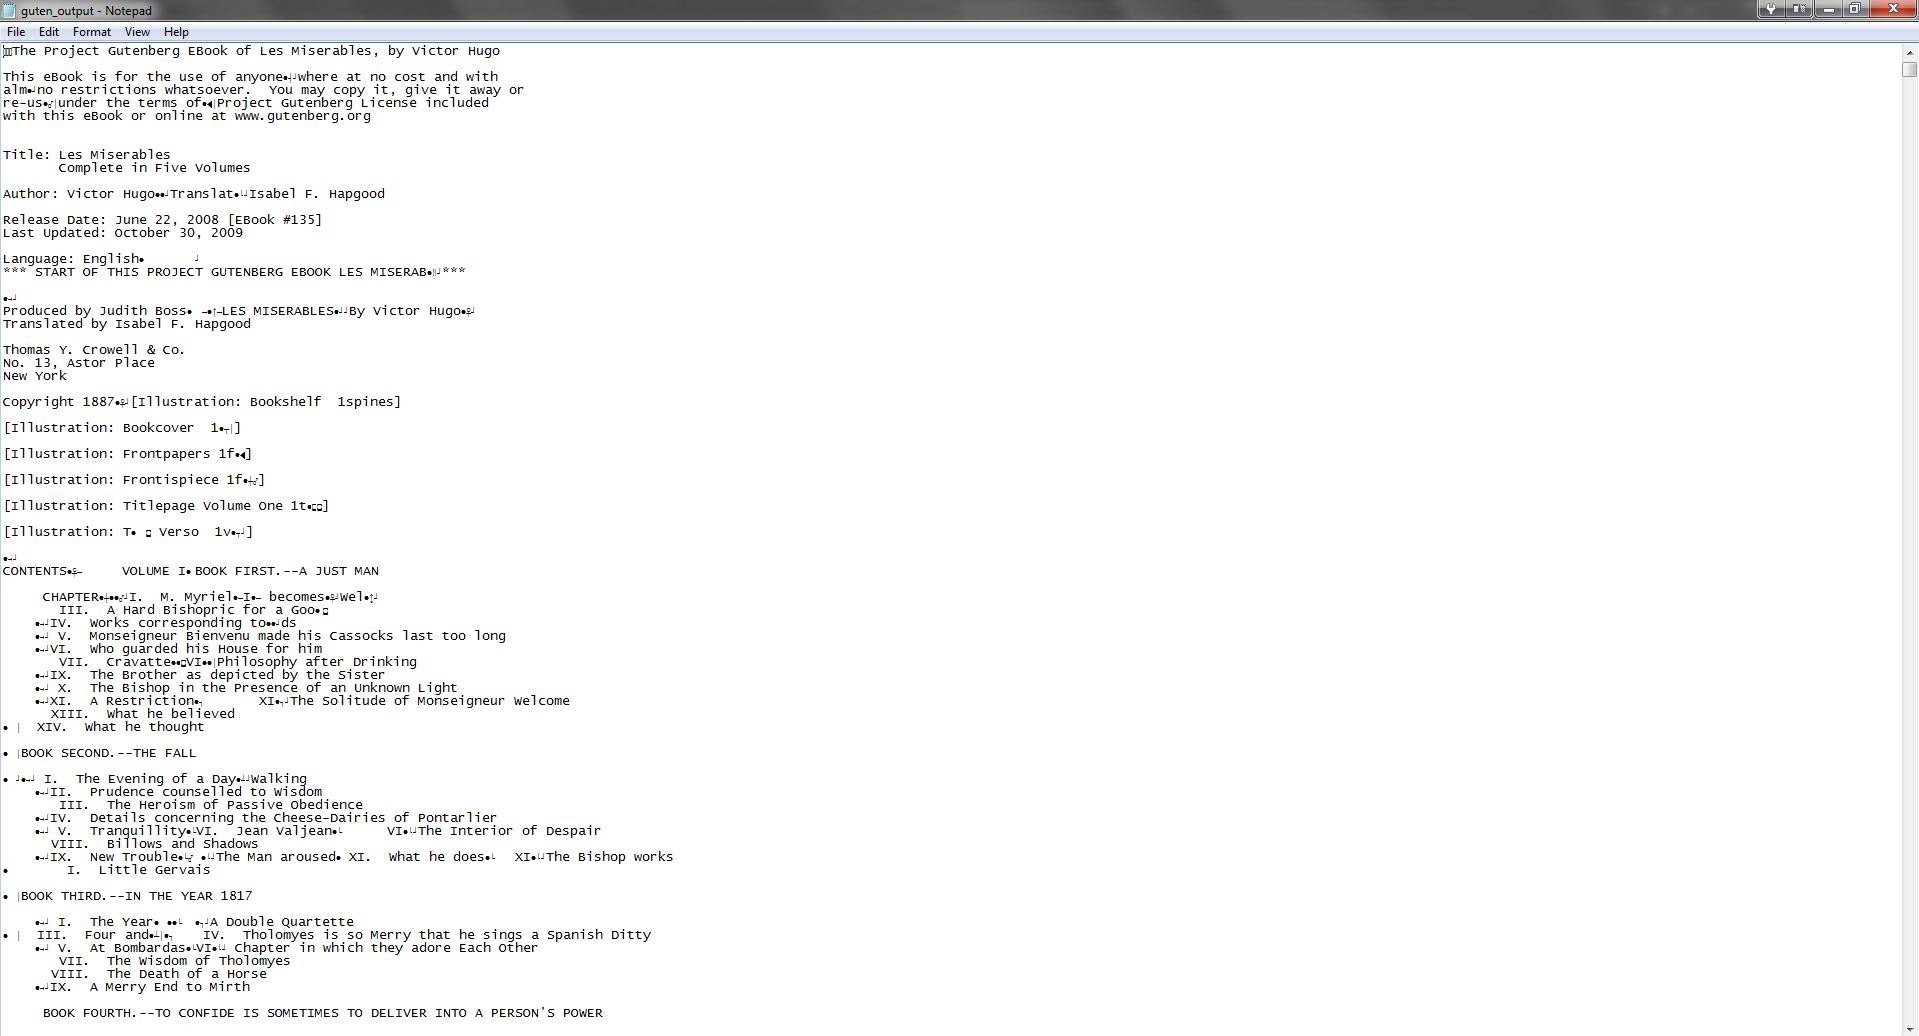 guten_output - Notepad
File Edit Format View Help
The Project Gutenberg EBook of Les Miserables, by Victor Hugo
This eBook is for the use of anyone where at no cost and with
alm no restrictions whatsoever. You may copy it, give it away or
re-us under the terms of Project Gutenberg License included
with this eBook or online at www.gutenberg.org
Title: Les Miserables
Complete in Five Volumes
Author: Victor Hugo Translat Isabel F. Hapgood
Release Date: June 22, 2008 [EBook #135]
Last Updated: October 30, 2009
Language: English
*** START OF THIS PROJECT GUTENBERG EBOOK LES MISERAB ***
Produced by Judith Boss LES MISERABLES By Victor Hugo
Translated by Isabel F. Hapgood
Thomas Y. Crowell & Co.
No. 13, Astor Place
New York
Copyright 1887 [Illustration: Bookshelf 1spines]
[Illustration: Bookcover 1 ]
[Illustration: Frontpapers 1f ]
[Illustration: Frontispiece 1f ]
[Illustration: Titlepage Volume One 1t ]
[Illustration: T Verso 1v ]
CONTENTS VOLUME I BOOK FIRST.--A JUST MAN
CHAPTER I. M. Myriel I becomes Wel
III. A Hard Bishopric for a Goo
IV. Works corresponding to ds
V. Monseigneur Bienvenu made his Cassocks last too long
VI. Who guarded his House for him
VII. Cravatte VI Philosophy after Drinking
IX. The Brother as depicted by the Sister
X. The Bishop in the Presence of an Unknown Light
XI. A Restriction XI The Solitude of Monseigneur Welcome
XIII. What he believed
XIV. What he thought
BOOK SECOND.--THE FALL
I. The Evening of a Day Walking
II. Prudence counselled to Wisdom
III. The Heroism of Passive Obedience
IV. Details concerning the Cheese-Dairies of Pontarlier
V. Tranquillity VI. Jean Valjean VI The Interior of Despair
VIII. Billows and Shadows
IX. New Trouble The Man aroused XI. What he does XI The Bishop works
I. Little Gervais
BOOK THIRD.--IN THE YEAR 1817
I. The Year A Double Quartette
III. Four and IV. Tholomyes is so Merry that he sings a Spanish Ditty
V. At Bombardas VI Chapter in which they adore Each Other
VII. The Wisdom of Tholomyes
VIII. The Death of a Horse
IX. A Merry End to Mirth
BOOK FOURTH.--TO CONFIDE IS SOMETIMES TO DELIVER INTO A PERSON'S POWER